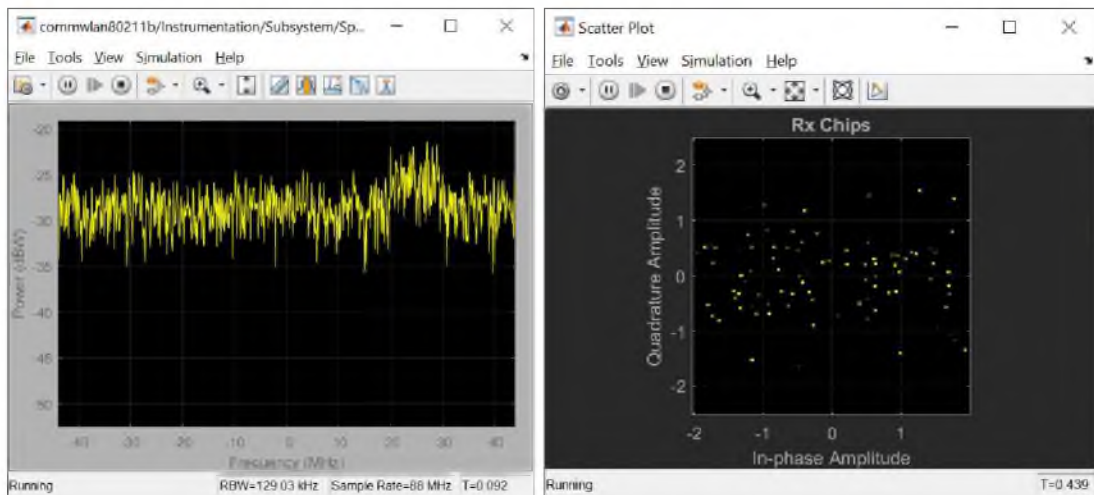 commwlan80211b/Instrumentation/Subsystem/Sp...
File Tools View Simulation Help
-20
-25
-30
-35
-40
-45
-50
Power (dBW)
-40 -30 -20 -10 0 10 20 30 40
Frequency (MHz)
Running RBW=129.03 kHz Sample Rate=88 MHz T=0.092
Scatter Plot
File Tools View Simulation Help
Rx Chips
2
1
0
-1
-2
Quadrature Amplitude
-2 -1 0 1
In-phase Amplitude
Running T=0.439